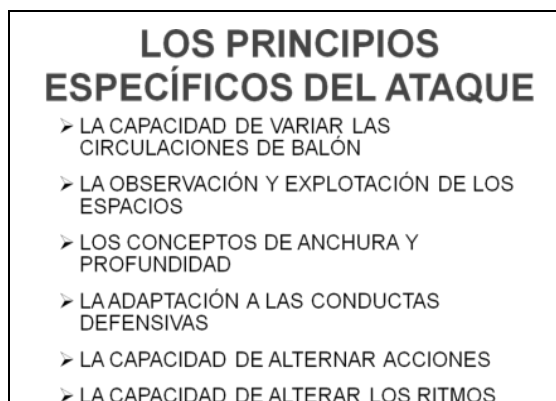 LOS PRINCIPIOS
ESPECÍFICOS DEL ATAQUE
➢ LA CAPACIDAD DE VARIAR LAS
CIRCULACIONES DE BALÓN
➢ LA OBSERVACIÓN Y EXPLOTACIÓN DE LOS
ESPACIOS
➢ LOS CONCEPTOS DE ANCHURA Y
PROFUNDIDAD
➢ LA ADAPTACIÓN A LAS CONDUCTAS
DEFENSIVAS
➢ LA CAPACIDAD DE ALTERNAR ACCIONES
➢ LA CAPACIDAD DE ALTERAR LOS RITMOS